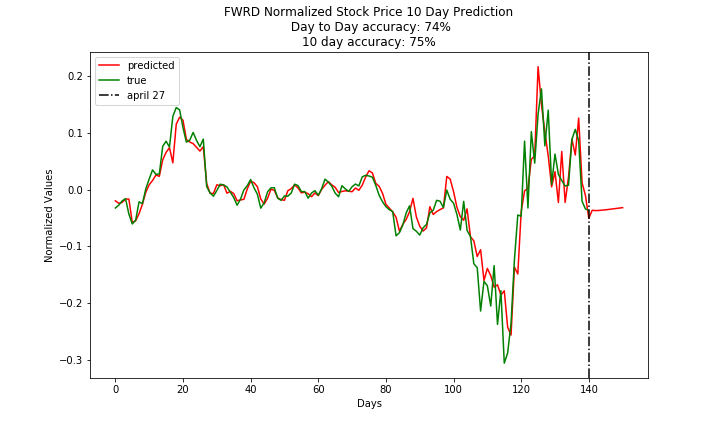 FWRD Normalized Stock Price 10 Day Prediction
Day to Day accuracy: 74%
10 day accuracy: 75%
predicted
true
april 27
Normalized Values
0.2
0.1
0.0
−0.1
−0.2
−0.3
0 20 40 60 80 100 120 140
Days